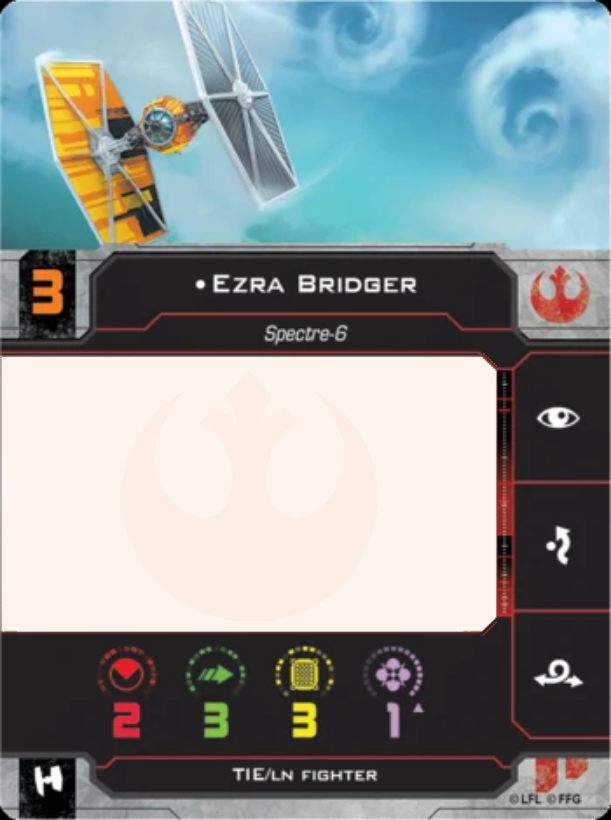 3
•Ezra Bridger
Spectre-6
2 3 3 1
TIE/LN FIGHTER
©LFL ©FFG